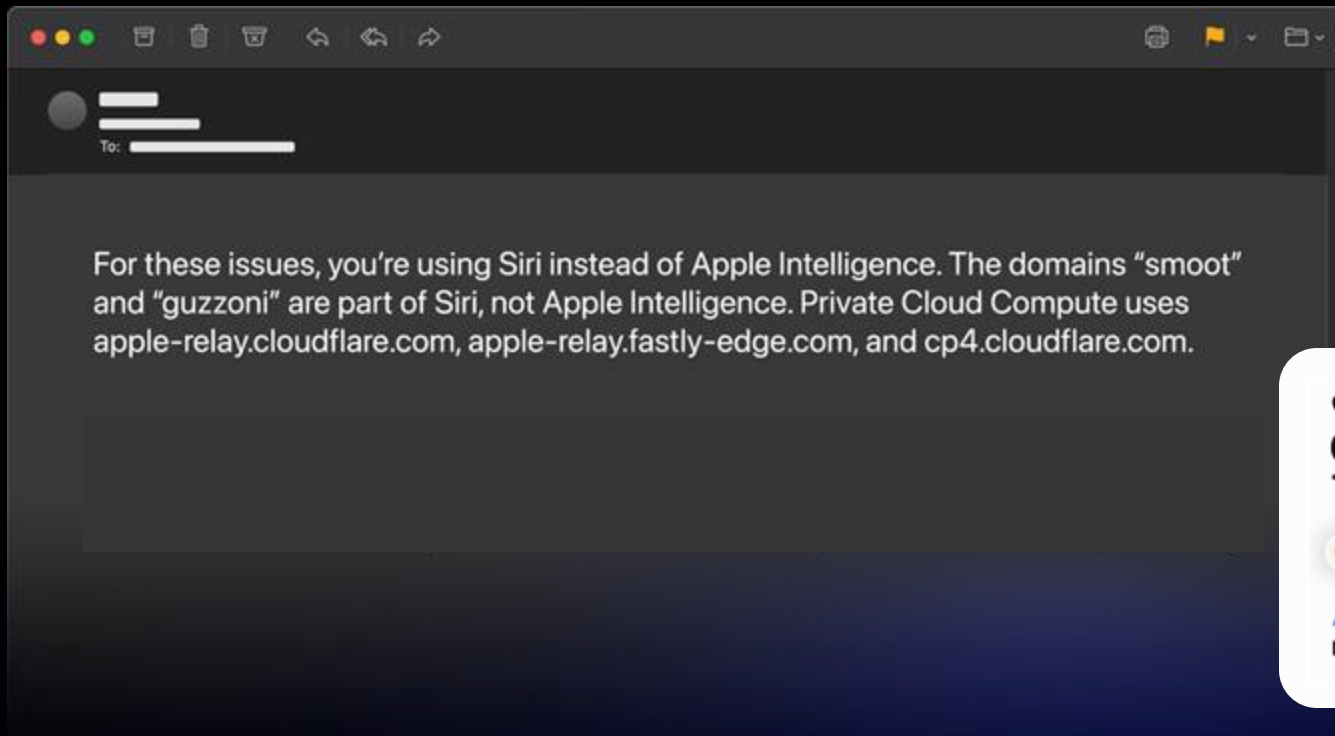 To:
For these issues, you’re using Siri instead of Apple Intelligence. The domains “smoot”
and “guzzoni” are part of Siri, not Apple Intelligence. Private Cloud Compute uses
apple-relay.cloudflare.com, apple-relay.fastly-edge.com, and cp4.cloudflare.com.